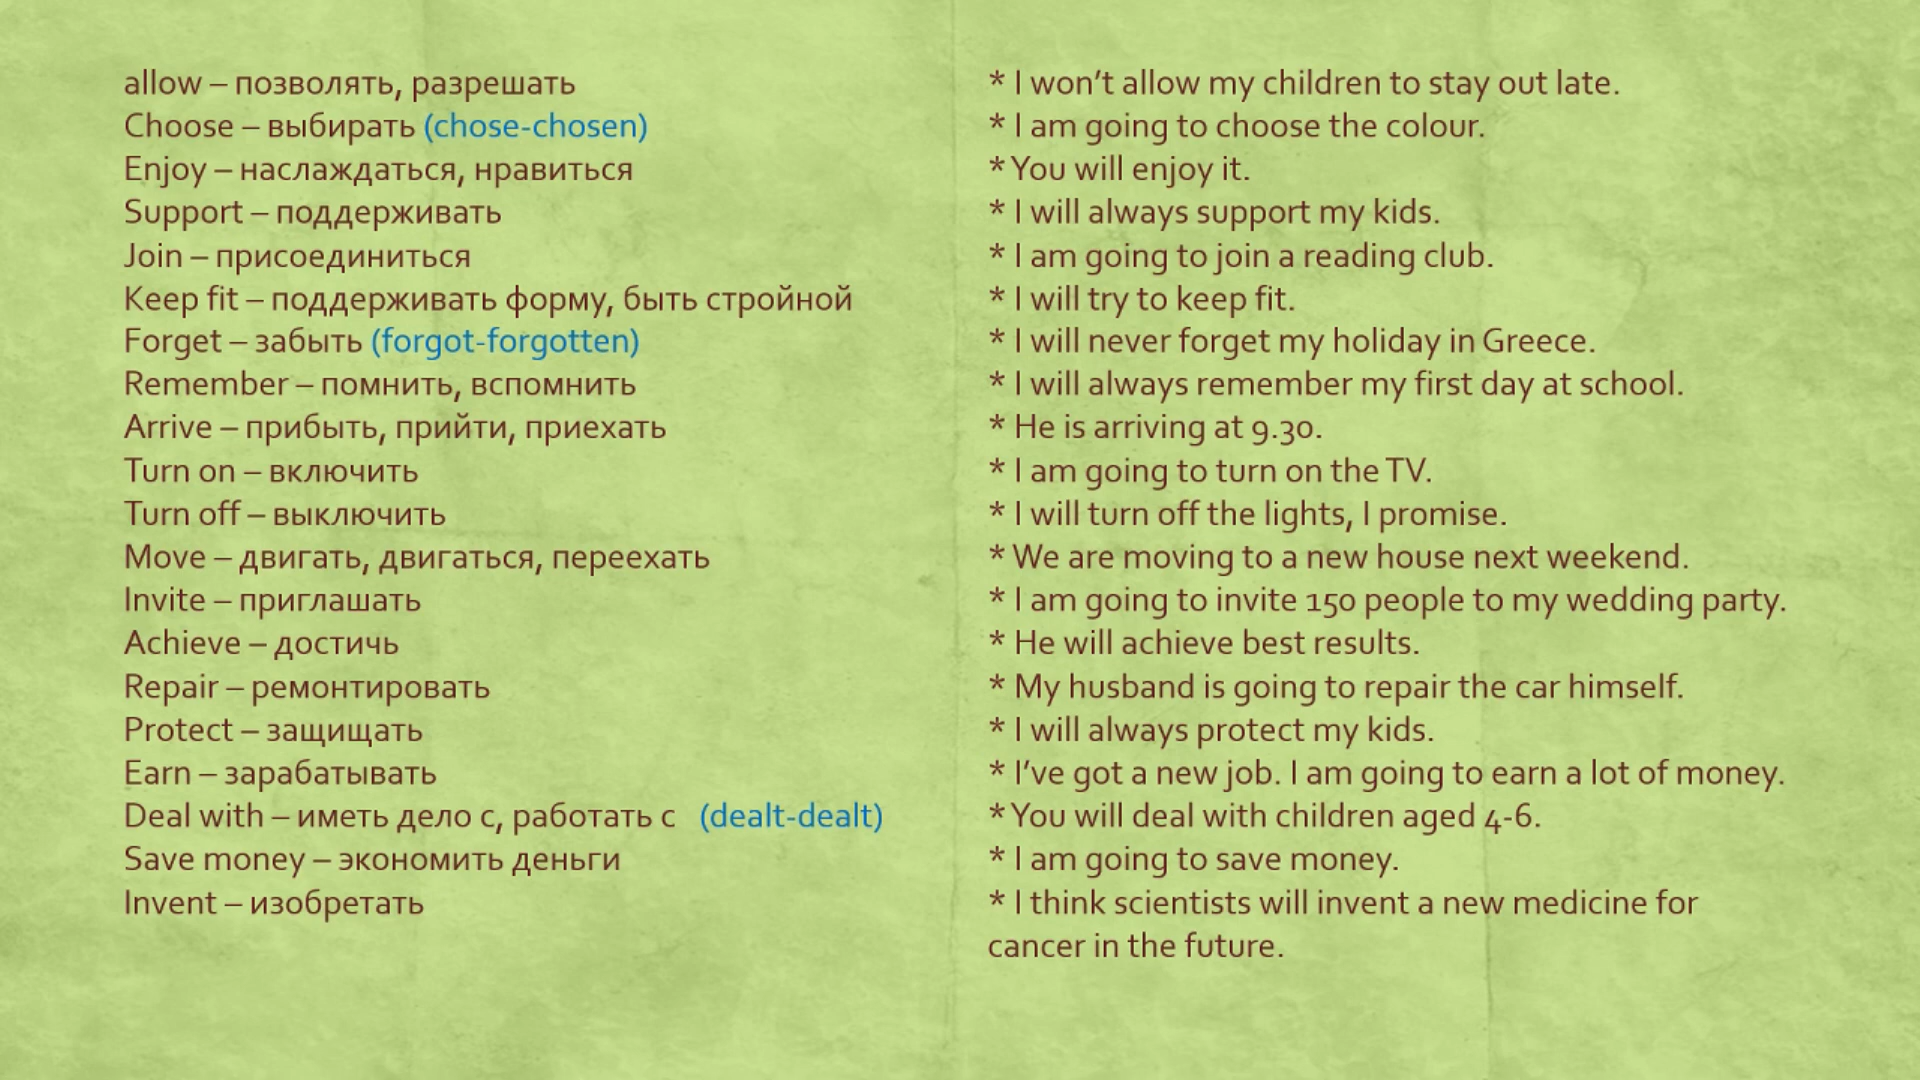 allow – позволять, разрешать
Choose – выбирать (chose-chosen)
Enjoy – наслаждаться, нравиться
Support – поддерживать
Join – присоединиться
Keep fit – поддерживать форму, быть стройной
Forget – забыть (forgot-forgotten)
Remember – помнить, вспомнить
Arrive – прибыть, прийти, приехать
Turn on – включить
Turn off – выключить
Move – двигать, двигаться, переехать
Invite – приглашать
Achieve – достичь
Repair – ремонтировать
Protect – защищать
Earn – зарабатывать
Deal with – иметь дело с, работать с (dealt-dealt)
Save money – экономить деньги
Invent – изобретать
* I won’t allow my children to stay out late.
* I am going to choose the colour.
* You will enjoy it.
* I will always support my kids.
* I am going to join a reading club.
* I will try to keep fit.
* I will never forget my holiday in Greece.
* I will always remember my first day at school.
* He is arriving at 9.30.
* I am going to turn on the TV.
* I will turn off the lights, I promise.
* We are moving to a new house next weekend.
* I am going to invite 150 people to my wedding party.
* He will achieve best results.
* My husband is going to repair the car himself.
* I will always protect my kids.
* I’ve got a new job. I am going to earn a lot of money.
* You will deal with children aged 4-6.
* I am going to save money.
* I think scientists will invent a new medicine for
cancer in the future.